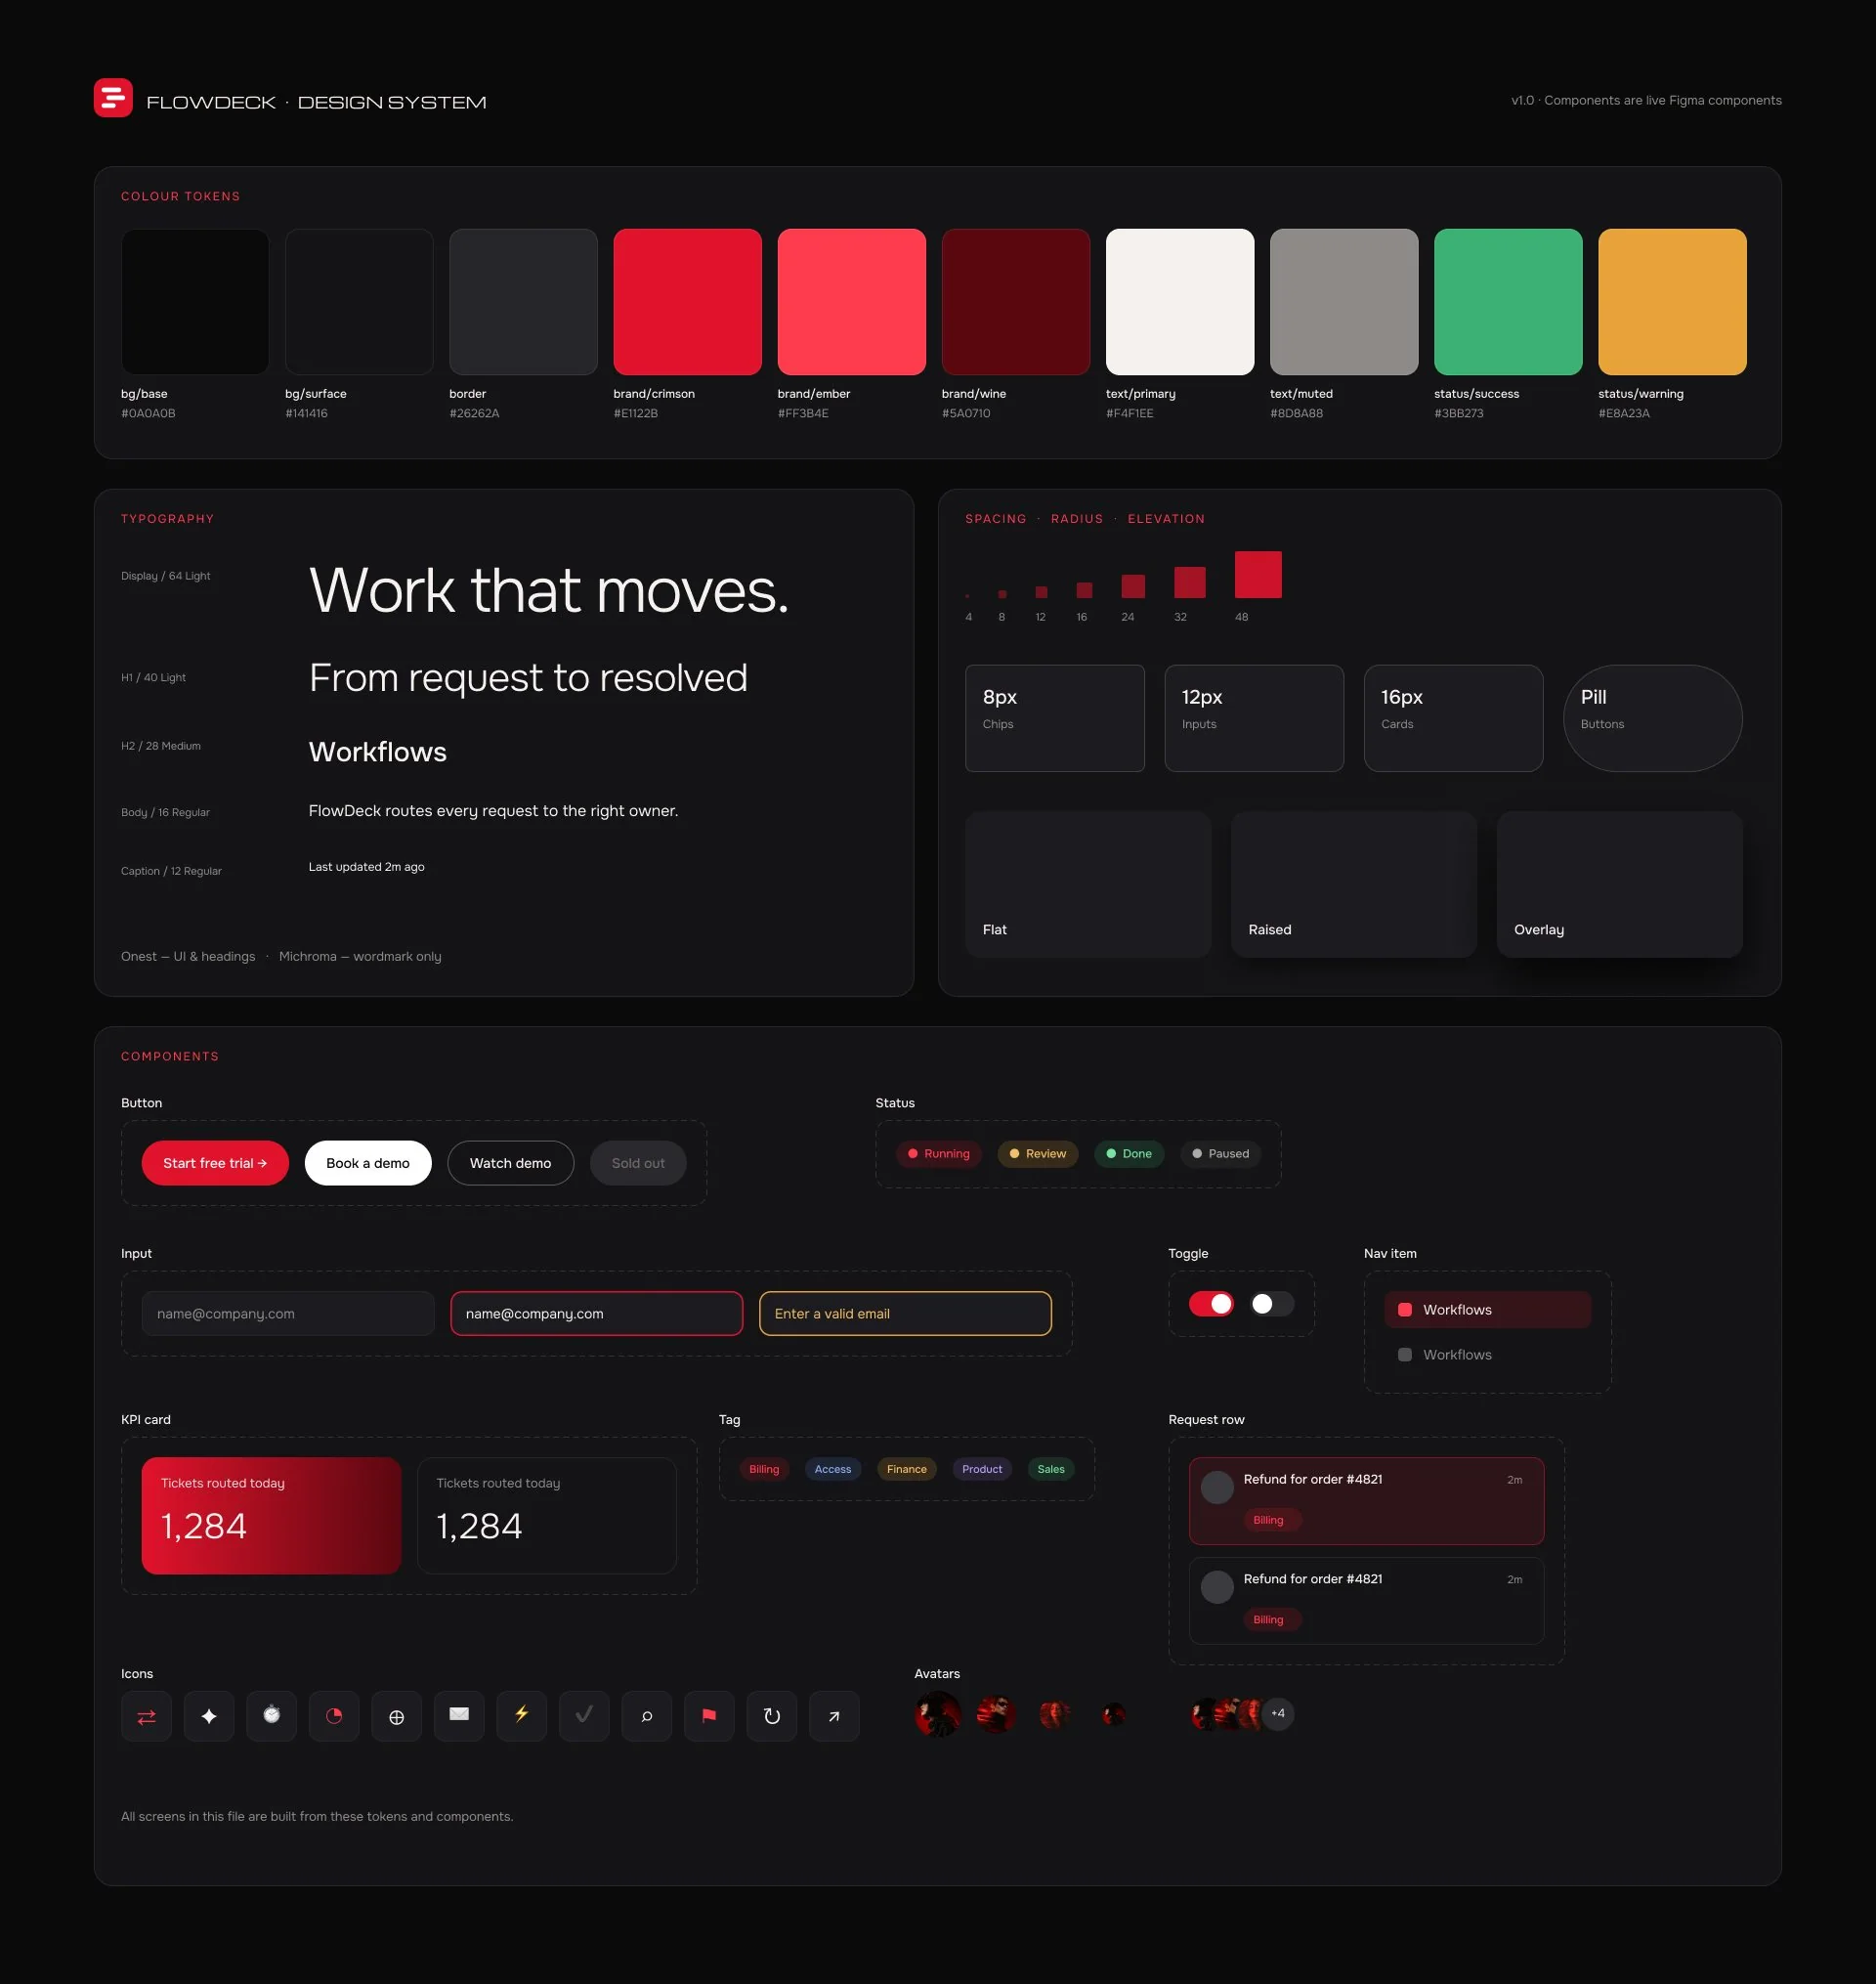 FLOWDECK · DESIGN SYSTEM
v1.0 · Components are live Figma components
COLOUR TOKENS
bg/base
#0A0A0B
bg/surface
#141416
border
#26262A
brand/crimson
#E1122B
brand/ember
#FF3B4E
brand/wine
#5A0710
text/primary
#F4F1EE
text/muted
#8D8A88
status/success
#3BB273
status/warning
#E8A23A
TYPOGRAPHY
Display / 64 Light
Work that moves.
H1 / 40 Light
From request to resolved
H2 / 28 Medium
Workflows
Body / 16 Regular
FlowDeck routes every request to the right owner.
Caption / 12 Regular
Last updated 2m ago
Onest — UI & headings · Michroma — wordmark only
SPACING · RADIUS · ELEVATION
4 8 12 16 24 32 48
8px
Chips
12px
Inputs
16px
Cards
Pill
Buttons
Flat
Raised
Overlay
COMPONENTS
Button
Start free trial →
Book a demo
Watch demo
Sold out
Status
Running
Review
Done
Paused
Input
name@company.com
name@company.com
Enter a valid email
Toggle
Nav item
Workflows
Workflows
KPI card
Tickets routed today
1,284
Tickets routed today
1,284
Tag
Billing
Access
Finance
Product
Sales
Request row
Refund for order #4821
2m
Billing
Refund for order #4821
2m
Billing
Icons
Avatars
+4
All screens in this file are built from these tokens and components.